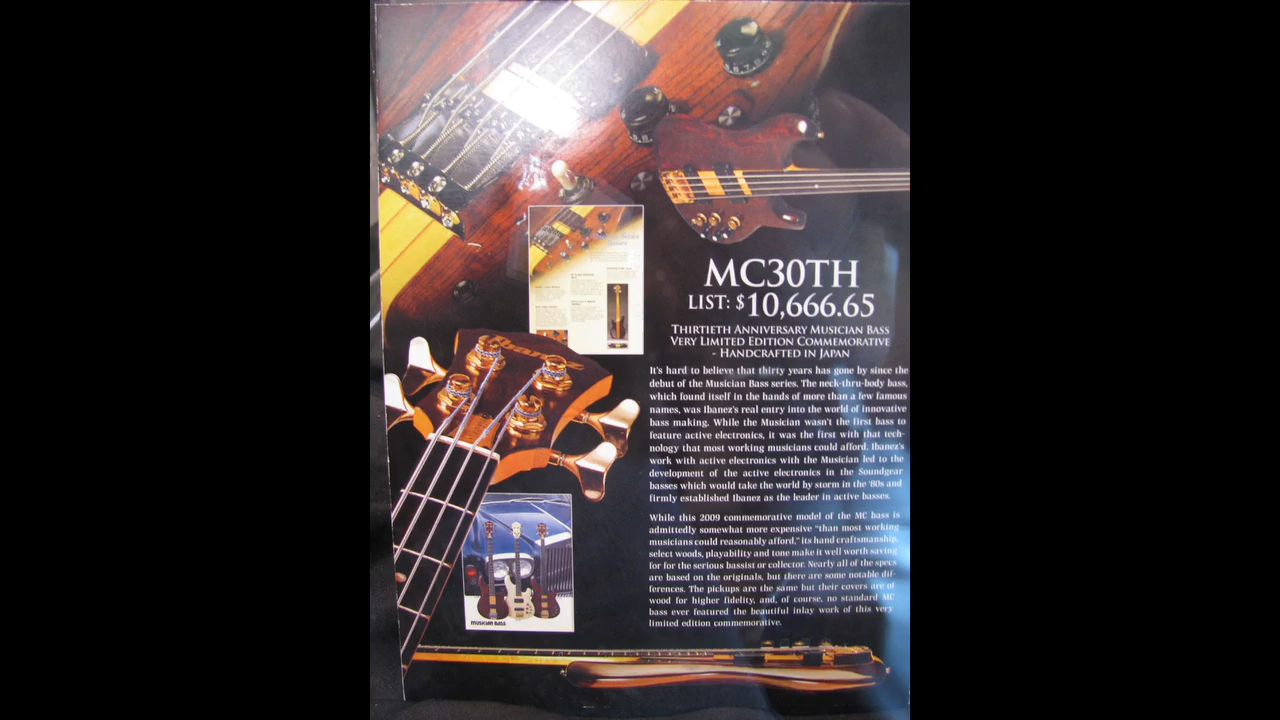 MC30TH
LIST: $10,666.65
THIRTIETH ANNIVERSARY MUSICIAN BASS
VERY LIMITED EDITION COMMEMORATIVE
- HANDCRAFTED IN JAPAN
It's hard to believe that thirty years has gone by since the
debut of the Musician Bass series. The neck-thru-body bass,
which found itself in the hands of more than a few famous
names, was Ibanez's real entry into the world of innovative
bass making. While the Musician wasn't the first bass to
feature active electronics, it was the first with that tech-
nology that most working musicians could afford. Ibanez's
work with active electronics with the Musician led to the
development of the active electronics in the Soundgear
basses which would take the world by storm in the '80s and
firmly established Ibanez as the leader in active basses.
While this 2009 commemorative model of the MC bass is
admittedly somewhat more expensive "than most working
musicians could reasonably afford," its hand craftsmanship,
select woods, playability and tone make it well worth saving
for for the serious bassist or collector. Nearly all of the specs
are based on the originals, but there are some notable dif-
ferences. The pickups are the same but their covers are of
wood for higher fidelity, and, of course, no standard MC
bass ever featured the beautiful inlay work of this very
limited edition commemorative.
Ibanez
MUSICIAN BASS